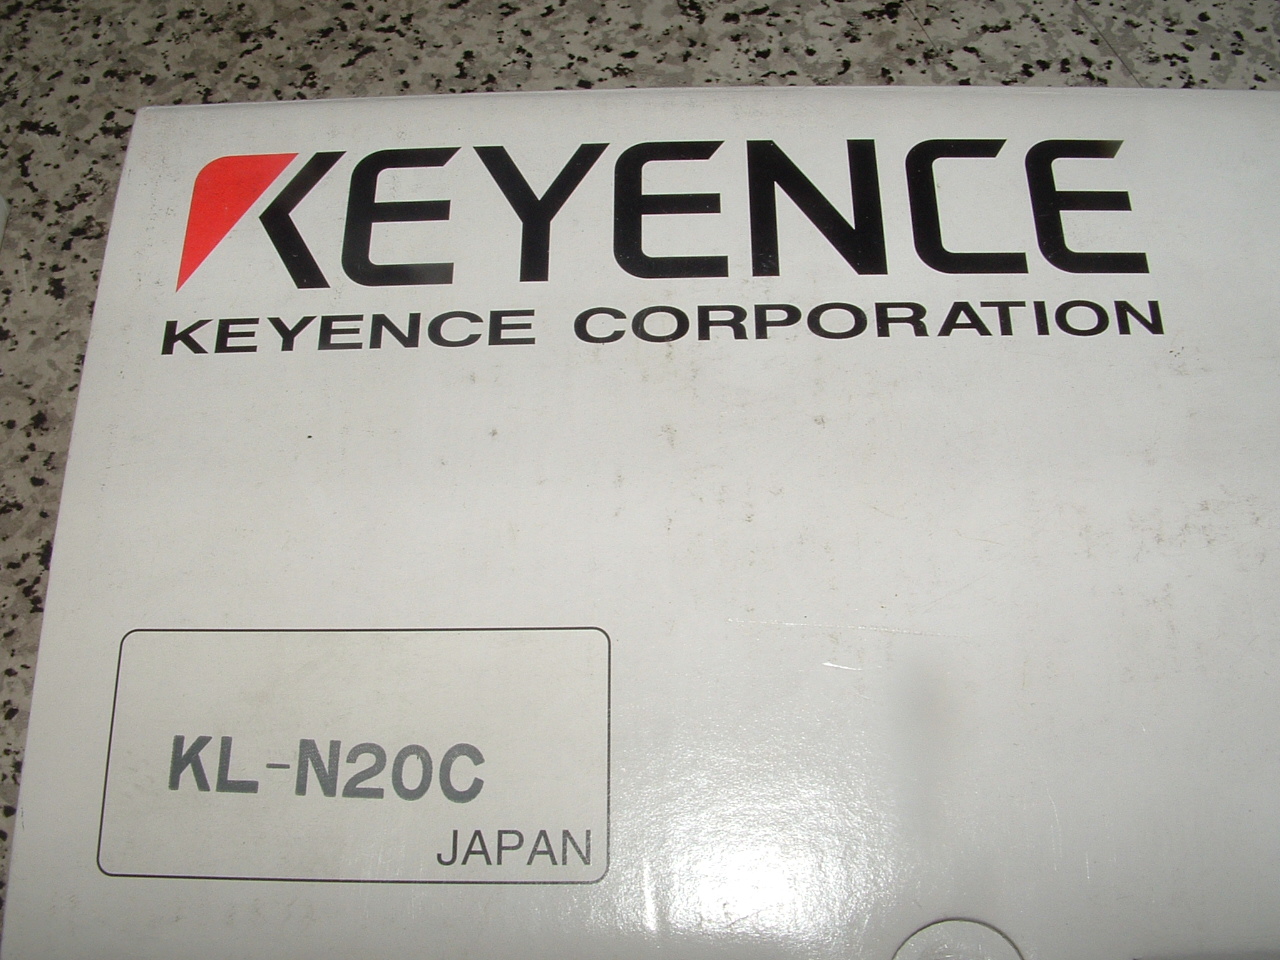 KEYENCE
KEYENCE CORPORATION
KL-N20C
JAPAN